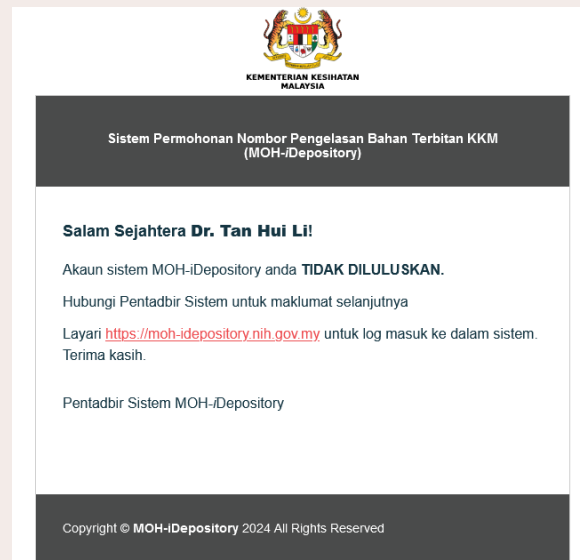 KEMENTERIAN KESIHATAN
MALAYSIA
Sistem Permohonan Nombor Pengelasan Bahan Terbitan KKM
(MOH-iDepository)
Salam Sejahtera Dr. Tan Hui Li!
Akaun sistem MOH-iDepository anda TIDAK DILULUSKAN.
Hubungi Pentadbir Sistem untuk maklumat selanjutnya
Layari https://moh-idepository.nih.gov.my untuk log masuk ke dalam sistem.
Terima kasih.
Pentadbir Sistem MOH-iDepository
Copyright © MOH-iDepository 2024 All Rights Reserved